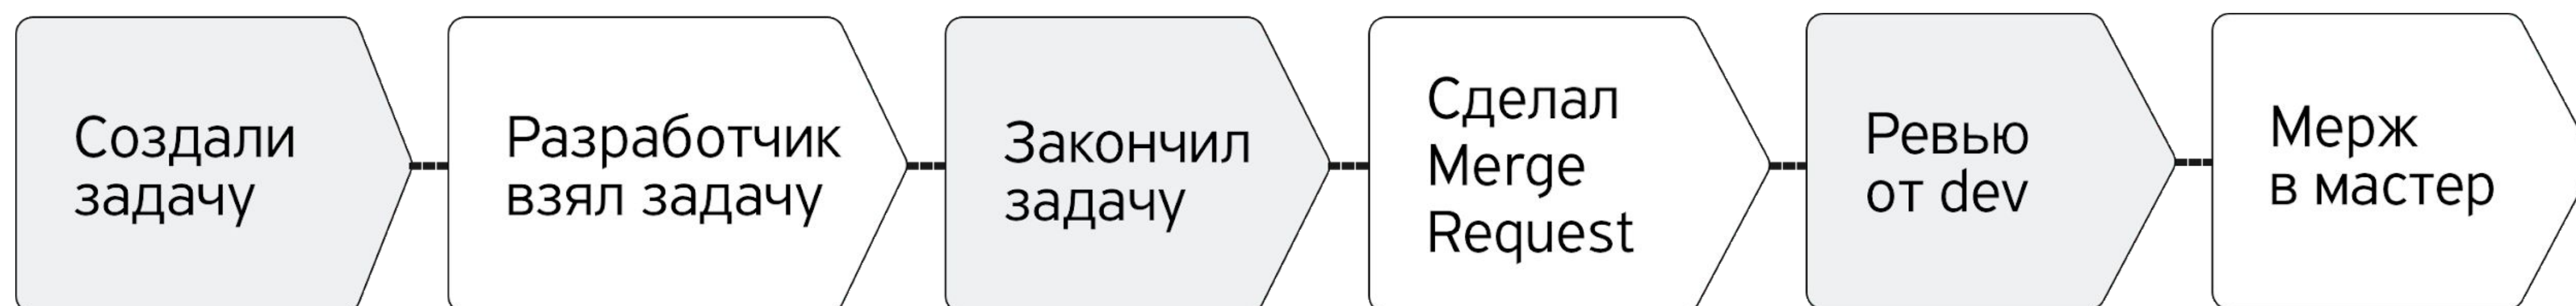 Создали
задачу
Разработчик
взял задачу
Закончил
задачу
Сделал
Merge
Request
Ревью
от dev
Мерж
в мастер